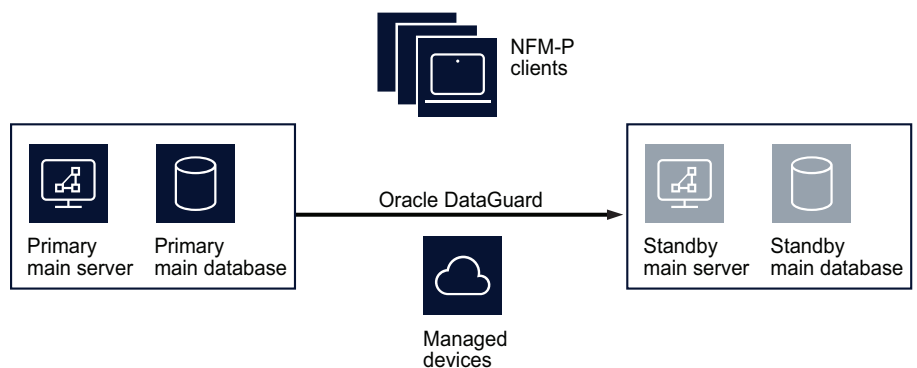 NFM-P
clients
Oracle DataGuard
Primary
main server
Primary
main database
Standby
main server
Standby
main database
Managed
devices